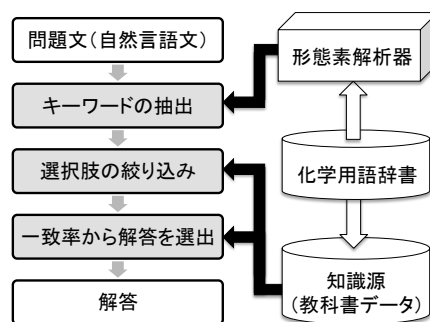 問題文(自然言語文)
形態素解析器
キーワードの抽出
選択肢の絞り込み
化学用語辞書
一致率から解答を選出
知識源
(教科書データ)
解答